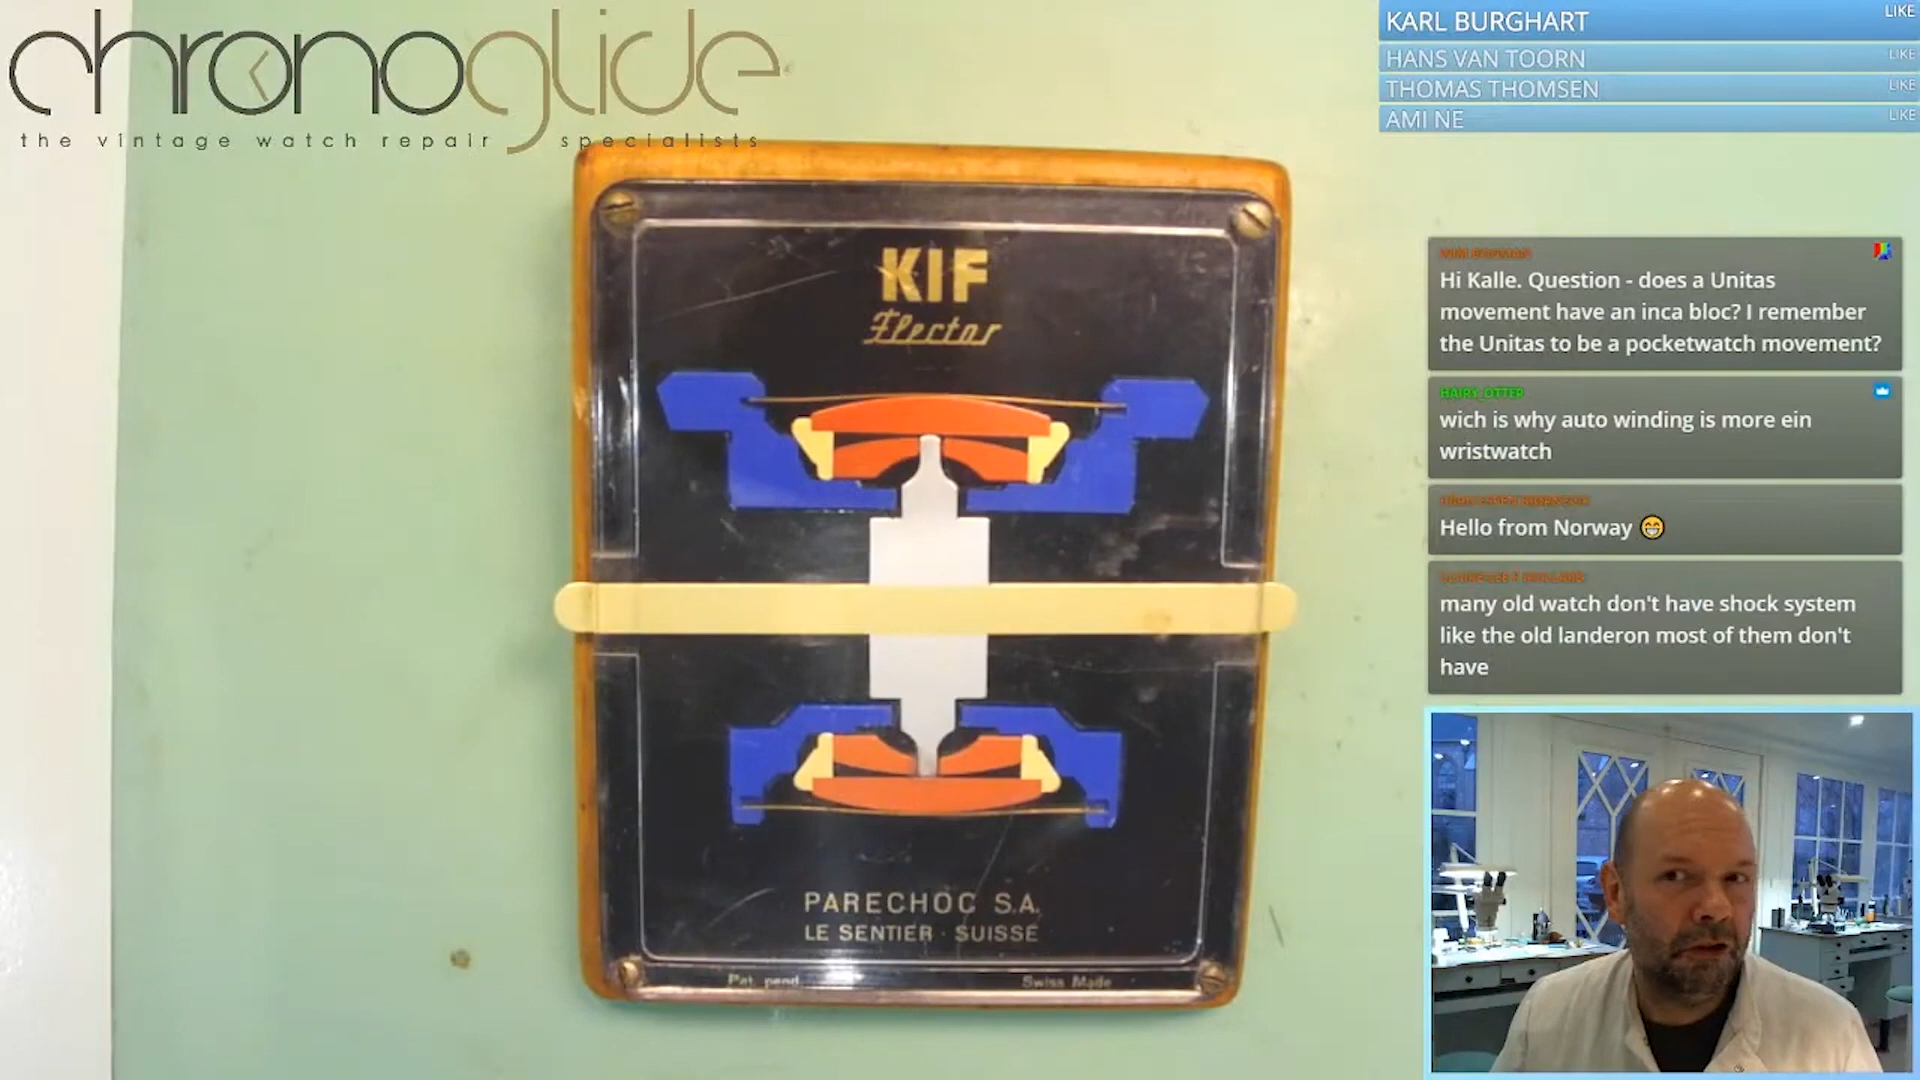 chronoglide
the vintage watch repair specialists
KARL BURGHART LIKE
HANS VAN TOORN LIKE
THOMAS THOMSEN LIKE
AMI NE LIKE
KIF
Flector
PARECHOC S.A.
LE SENTIER · SUISSE
Pat. pend. Swiss Made
WIM BOSMAN
Hi Kalle. Question - does a Unitas
movement have an inca bloc? I remember
the Unitas to be a pocketwatch movement?
HAIRY_OTTER
wich is why auto winding is more ein
wristwatch
Hello from Norway
many old watch don't have shock system
like the old landeron most of them don't
have